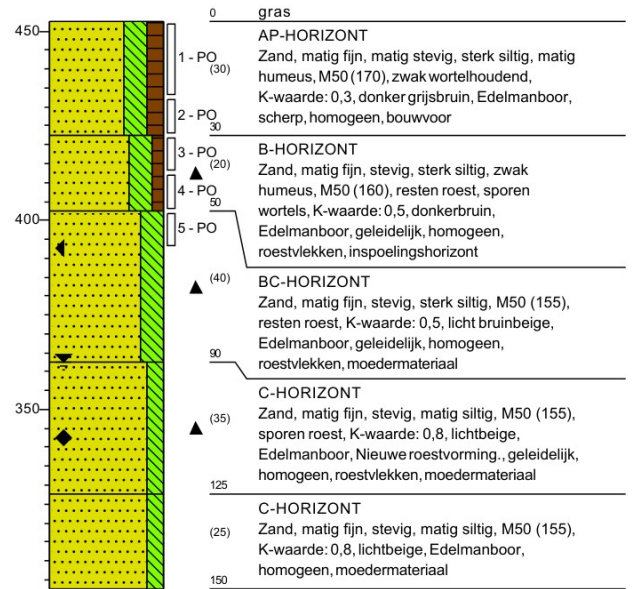 0 gras
450
AP-HORIZONT
Zand, matig fijn, matig stevig, sterk siltig, matig
humeus, M50 (170), zwak wortelhoudend,
K-waarde: 0,3, donker grijsbruin, Edelmanboor,
scherp, homogeen, bouwvoor
1 - PO
(30)
2 - PO
30
B-HORIZONT
Zand, matig fijn, stevig, sterk siltig, zwak
humeus, M50 (160), resten roest, sporen
wortels, K-waarde: 0,5, donkerbruin,
Edelmanboor, geleidelijk, homogeen,
roestvlekken, inspoelingshorizont
3 - PO
(20)
4 - PO
50
400
5 - PO
BC-HORIZONT
Zand, matig fijn, stevig, sterk siltig, M50 (155),
resten roest, K-waarde: 0,5, licht bruinbeige,
Edelmanboor, geleidelijk, homogeen,
roestvlekken, moedermateriaal
(40)
90
350
C-HORIZONT
Zand, matig fijn, stevig, matig siltig, M50 (155),
sporen roest, K-waarde: 0,8, lichtbeige,
Edelmanboor, Nieuwe roestvorming., geleidelijk,
homogeen, roestvlekken, moedermateriaal
(35)
125
C-HORIZONT
Zand, matig fijn, stevig, matig siltig, M50 (155),
K-waarde: 0,8, lichtbeige, Edelmanboor,
homogeen, moedermateriaal
(25)
150